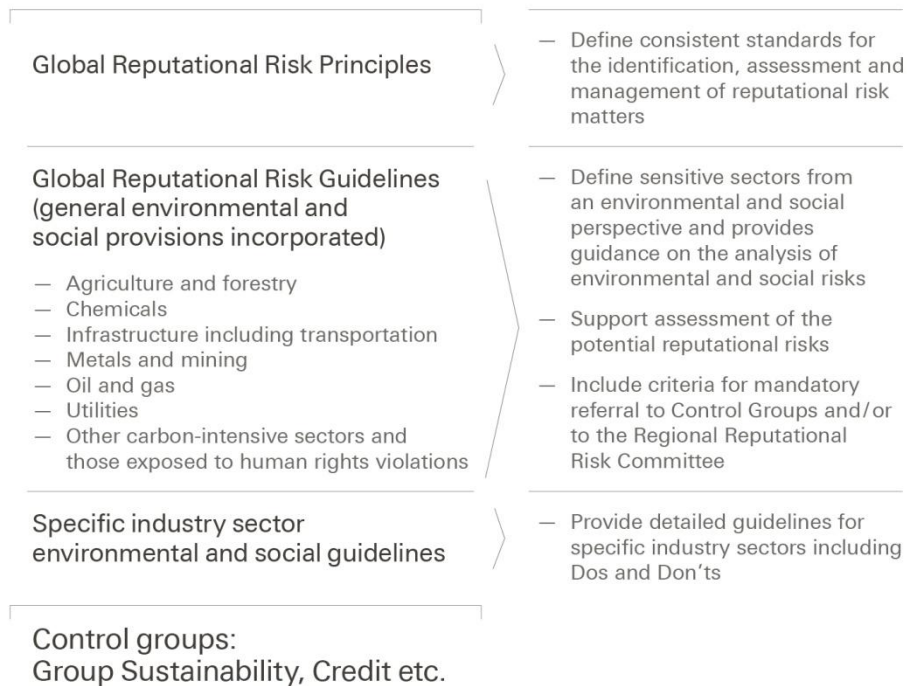 Global Reputational Risk Principles
— Define consistent standards for
the identification, assessment and
management of reputational risk
matters
Global Reputational Risk Guidelines
(general environmental and
social provisions incorporated)
— Agriculture and forestry
— Chemicals
— Infrastructure including transportation
— Metals and mining
— Oil and gas
— Utilities
— Other carbon-intensive sectors and
those exposed to human rights violations
— Define sensitive sectors from
an environmental and social
perspective and provides
guidance on the analysis of
environmental and social risks
— Support assessment of the
potential reputational risks
— Include criteria for mandatory
referral to Control Groups and/or
to the Regional Reputational
Risk Committee
Specific industry sector
environmental and social guidelines
— Provide detailed guidelines for
specific industry sectors including
Dos and Don’ts
Control groups:
Group Sustainability, Credit etc.